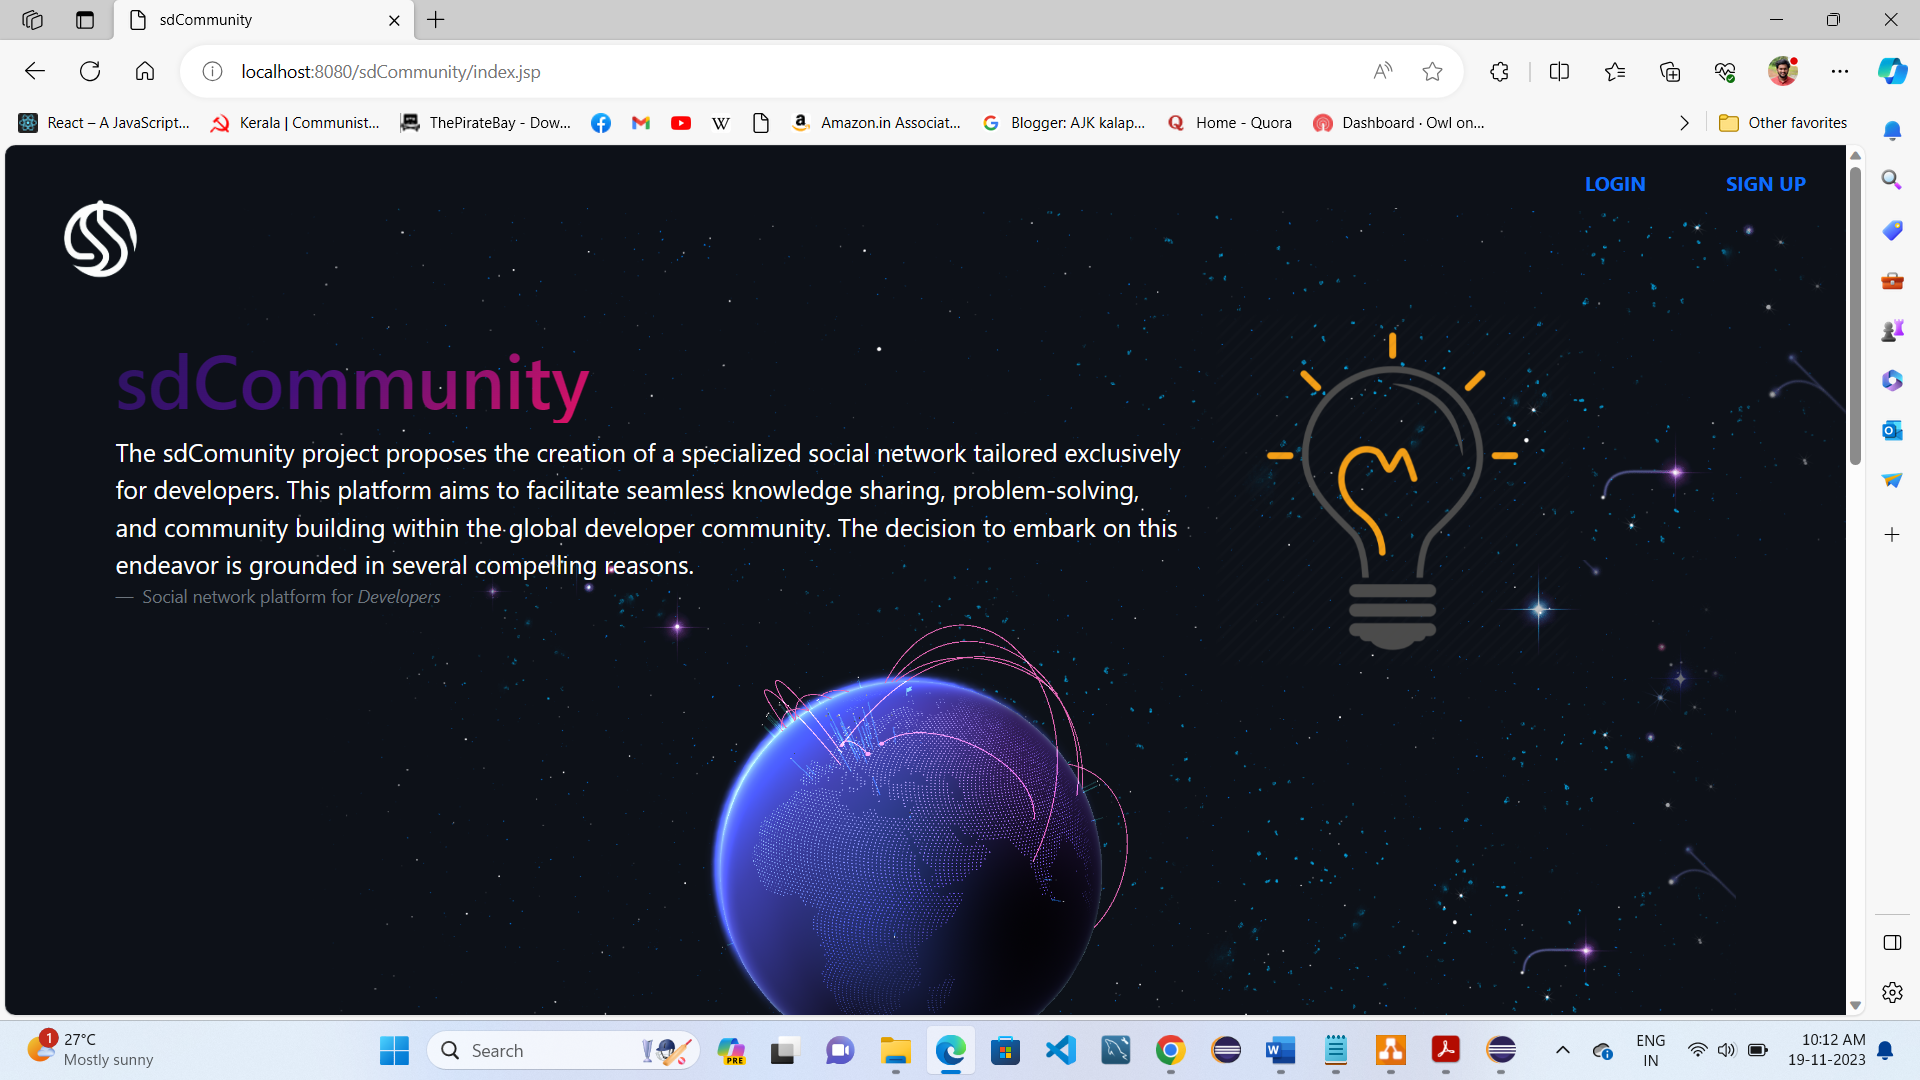 sdCommunity
localhost:8080/sdCommunity/index.jsp
React – A JavaScript...
Kerala | Communist...
ThePirateBay - Dow...
W
Amazon.in Associat...
Blogger: AJK kalap...
Home - Quora
Dashboard · Owl on...
Other favorites
LOGIN
SIGN UP
sdCommunity
The sdComunity project proposes the creation of a specialized social network tailored exclusively
for developers. This platform aims to facilitate seamless knowledge sharing, problem-solving,
and community building within the global developer community. The decision to embark on this
endeavor is grounded in several compelling reasons.
— Social network platform for Developers
1
27°C
Mostly sunny
Search
PRE
ENG
IN
10:12 AM
19-11-2023